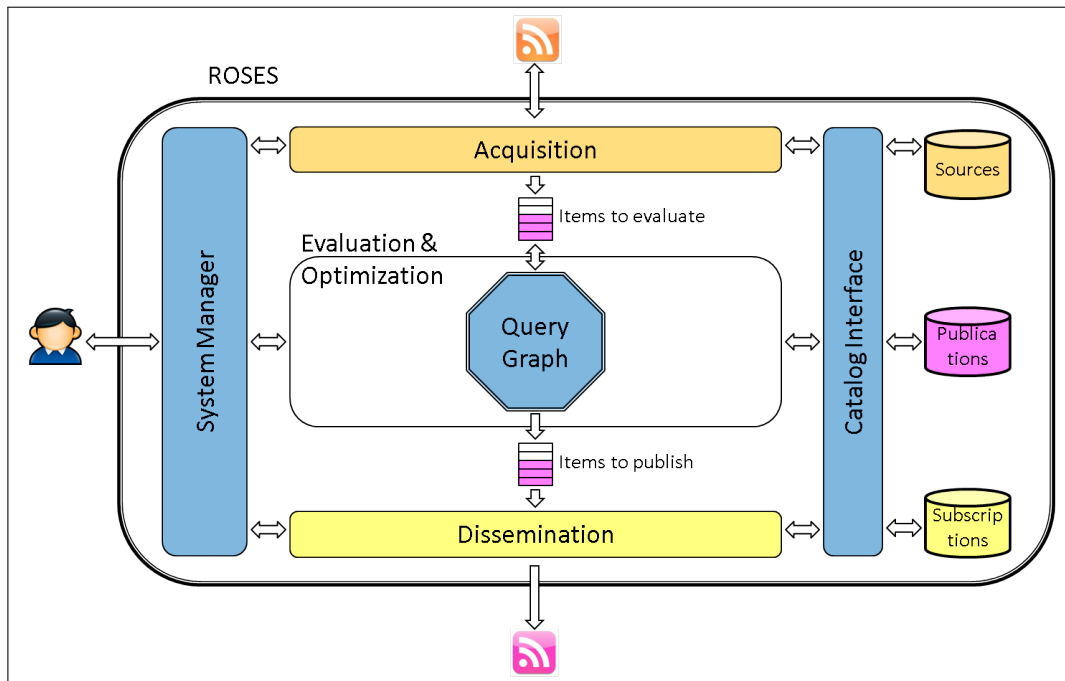 ROSES
Acquisition
Sources
Items to evaluate
Evaluation &
Optimization
System Manager
Query
Graph
Catalog Interface
Publica
tions
Items to publish
Dissemination
Subscrip
tions